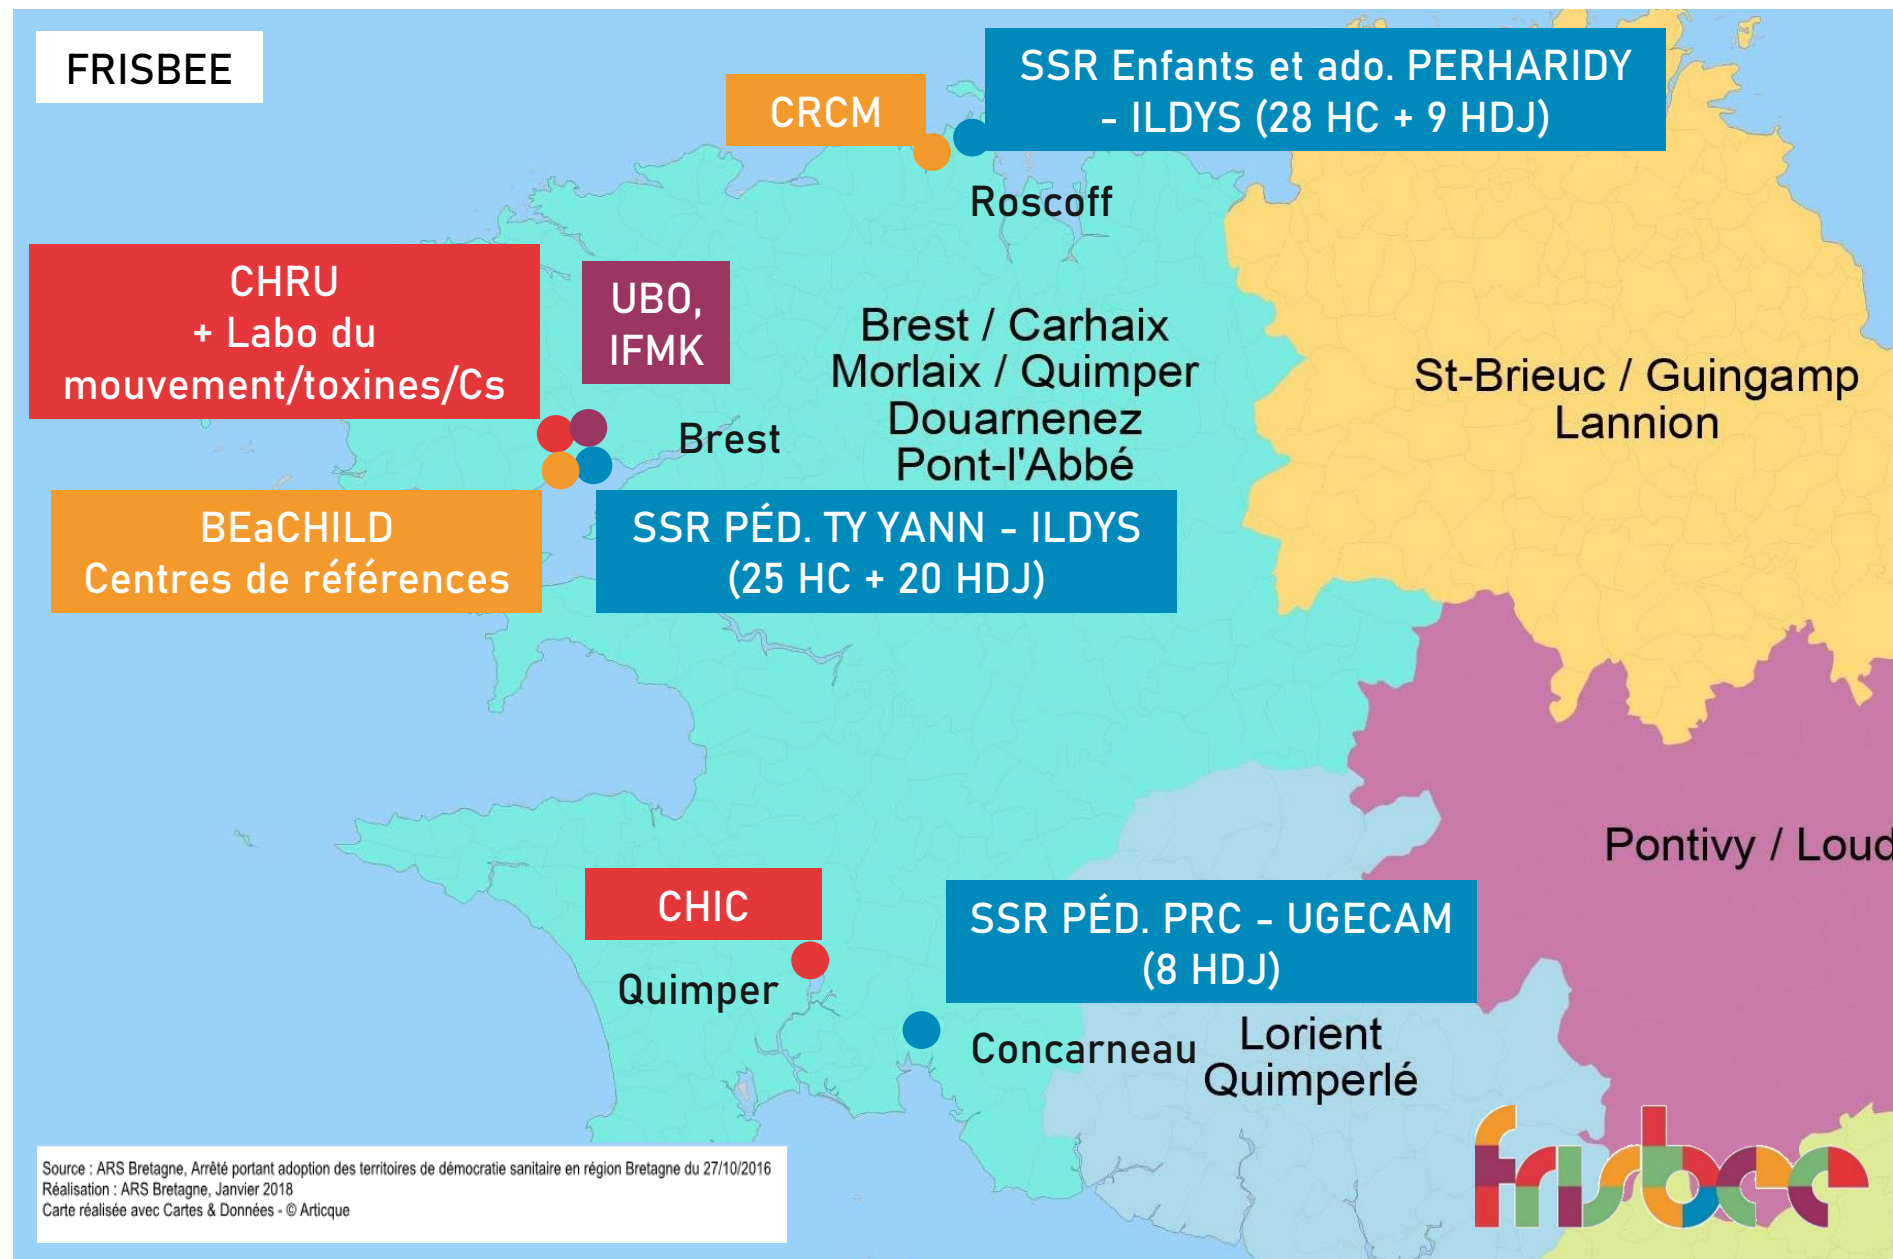 FRISBEE
CRCM
SSR Enfants et ado. PERHARIDY
- ILDYS (28 HC + 9 HDJ)
Roscoff
CHRU
+ Labo du
mouvement/toxines/Cs
UBO,
IFMK
Brest
Brest / Carhaix
Morlaix / Quimper
Douarnenez
Pont-l'Abbé
St-Brieuc / Guingamp
Lannion
BEaCHILD
Centres de références
SSR PÉD. TY YANN - ILDYS
(25 HC + 20 HDJ)
Pontivy / Loud
CHIC
Quimper
SSR PÉD. PRC - UGECAM
(8 HDJ)
Concarneau
Lorient
Quimperlé
Source : ARS Bretagne, Arrêté portant adoption des territoires de démocratie sanitaire en région Bretagne du 27/10/2016
Réalisation : ARS Bretagne, Janvier 2018
Carte réalisée avec Cartes & Données - © Articque
frisbee